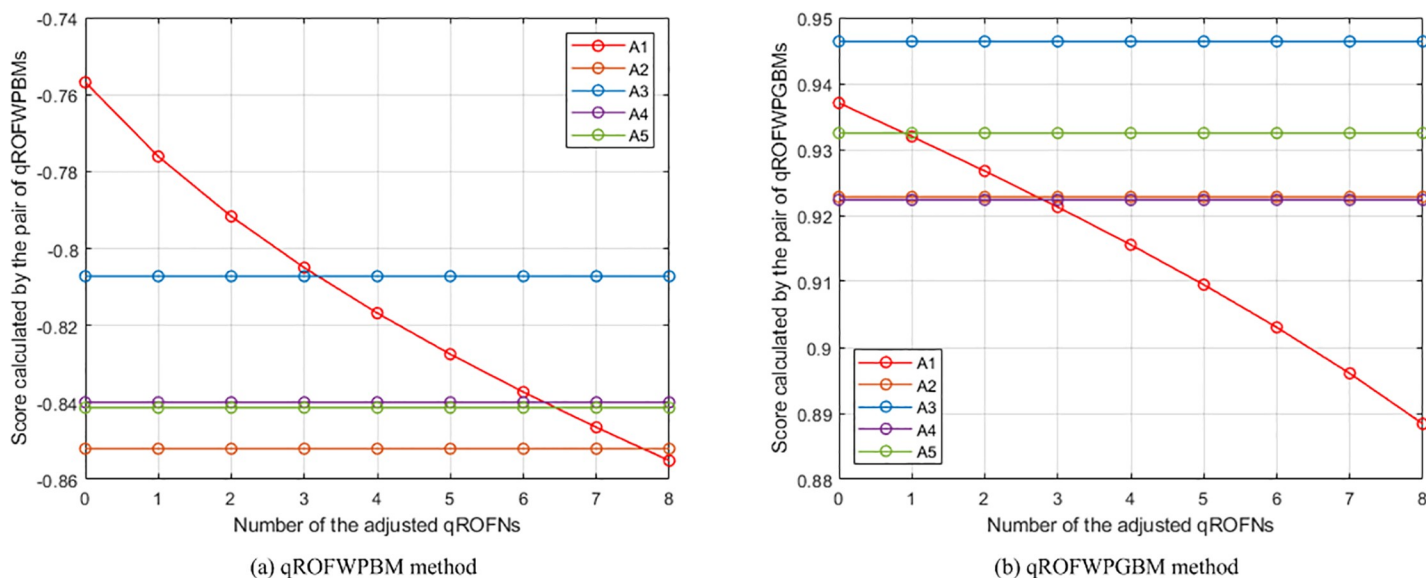 -0.74
-0.76
-0.78
-0.8
-0.82
-0.84
-0.86
Score calculated by the pair of qROFWPBMs
A1
A2
A3
A4
A5
0 1 2 3 4 5 6 7 8
Number of the adjusted qROFNs
(a) qROFWPBM method
0.95
0.94
0.93
0.92
0.91
0.9
0.89
0.88
Score calculated by the pair of qROFWPGBMs
A1
A2
A3
A4
A5
0 1 2 3 4 5 6 7 8
Number of the adjusted qROFNs
(b) qROFWPGBM method